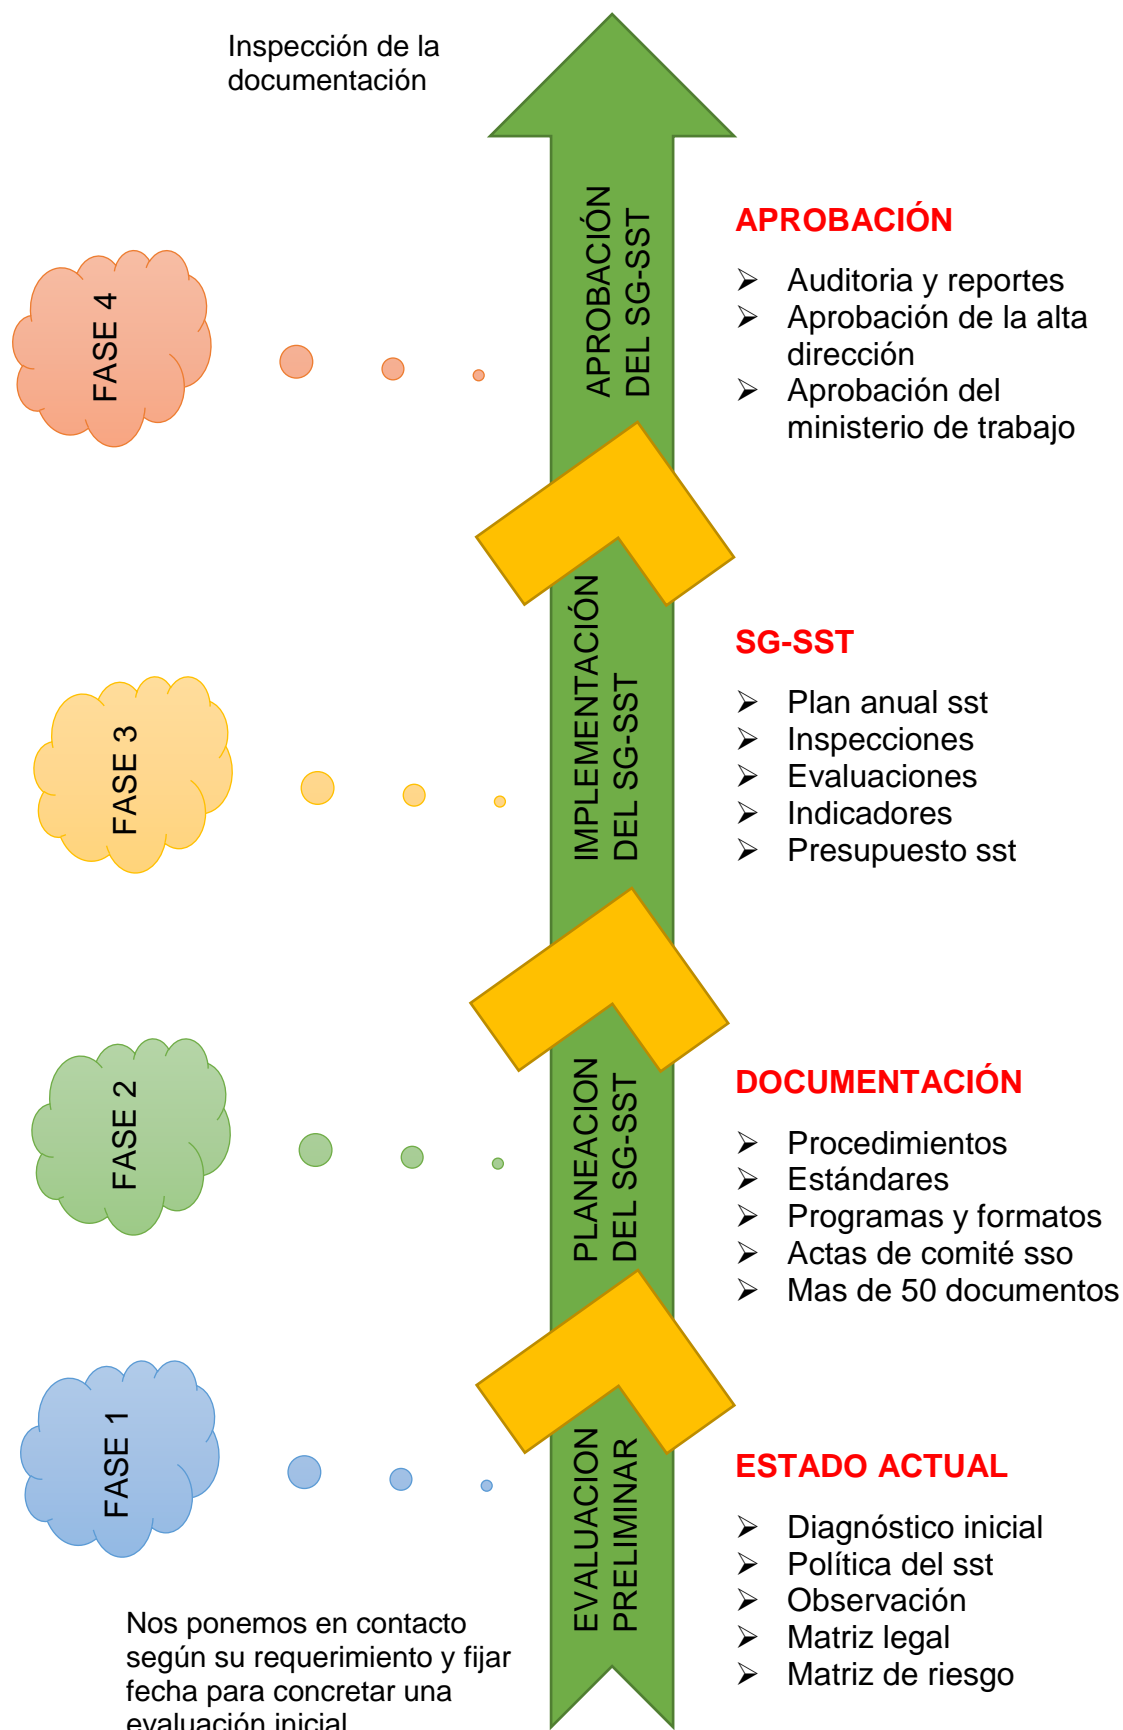 Inspección de la
documentación
FASE 4
APROBACIÓN
DEL SG-SST
APROBACIÓN
➢ Auditoria y reportes
➢ Aprobación de la alta
dirección
➢ Aprobación del
ministerio de trabajo
FASE 3
IMPLEMENTACIÓN
DEL SG-SST
SG-SST
➢ Plan anual sst
➢ Inspecciones
➢ Evaluaciones
➢ Indicadores
➢ Presupuesto sst
FASE 2
PLANEACION
DEL SG-SST
DOCUMENTACIÓN
➢ Procedimientos
➢ Estándares
➢ Programas y formatos
➢ Actas de comité sso
➢ Mas de 50 documentos
FASE 1
EVALUACION
PRELIMINAR
ESTADO ACTUAL
➢ Diagnóstico inicial
➢ Política del sst
➢ Observación
➢ Matriz legal
➢ Matriz de riesgo
Nos ponemos en contacto
según su requerimiento y fijar
fecha para concretar una
evaluación inicial